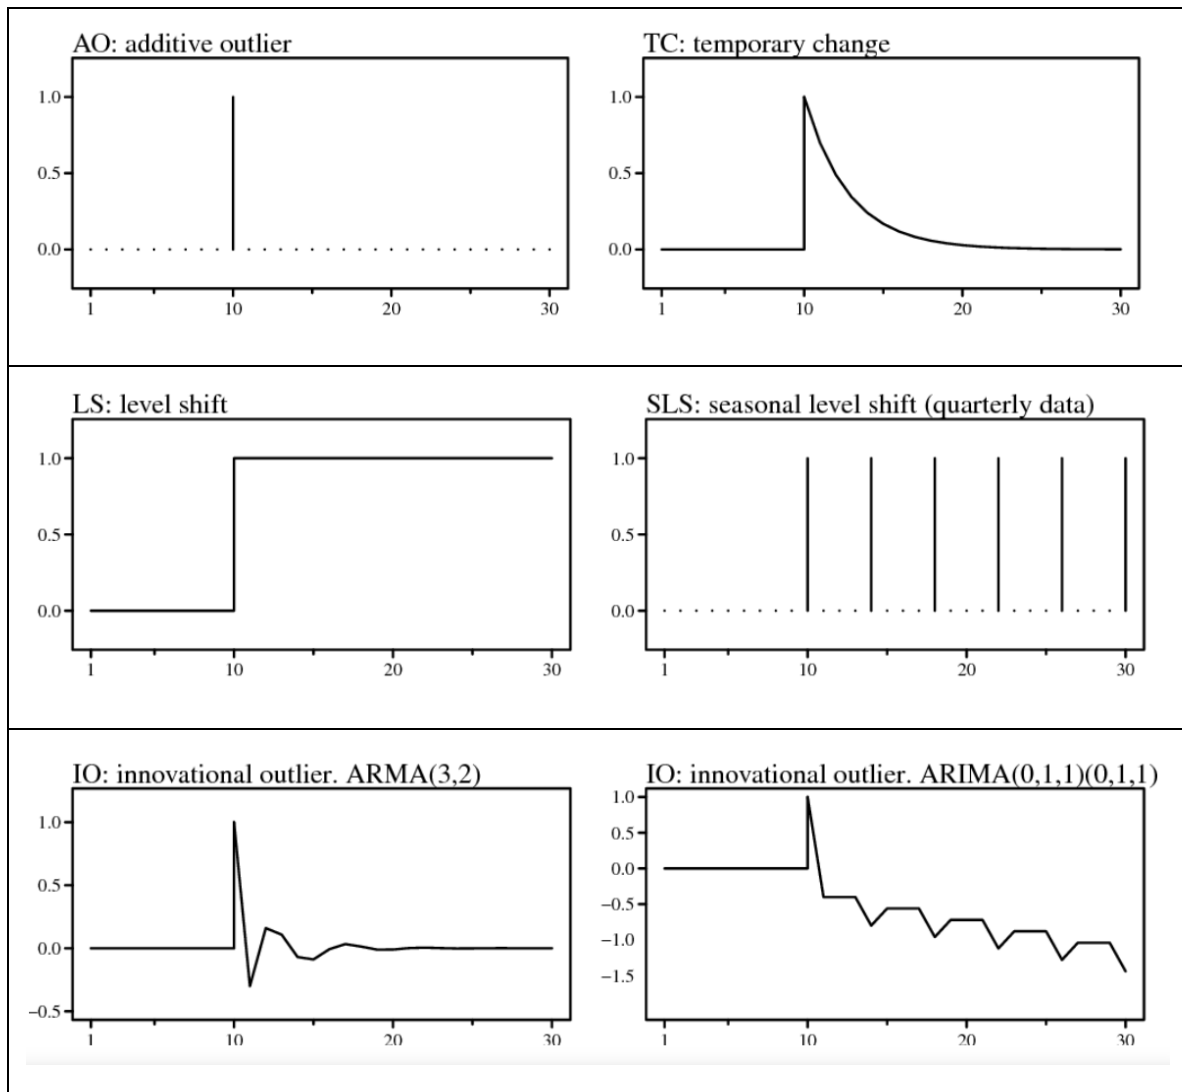 AO: additive outlier
1.0
0.5
0.0
1 10 20 30
TC: temporary change
1.0
0.5
0.0
1 10 20 30
LS: level shift
1.0
0.5
0.0
1 10 20 30
SLS: seasonal level shift (quarterly data)
1.0
0.5
0.0
1 10 20 30
IO: innovational outlier. ARMA(3,2)
1.0
0.5
0.0
−0.5
1 10 20 30
IO: innovational outlier. ARIMA(0,1,1)(0,1,1)
1.0
0.5
0.0
−0.5
−1.0
−1.5
1 10 20 30